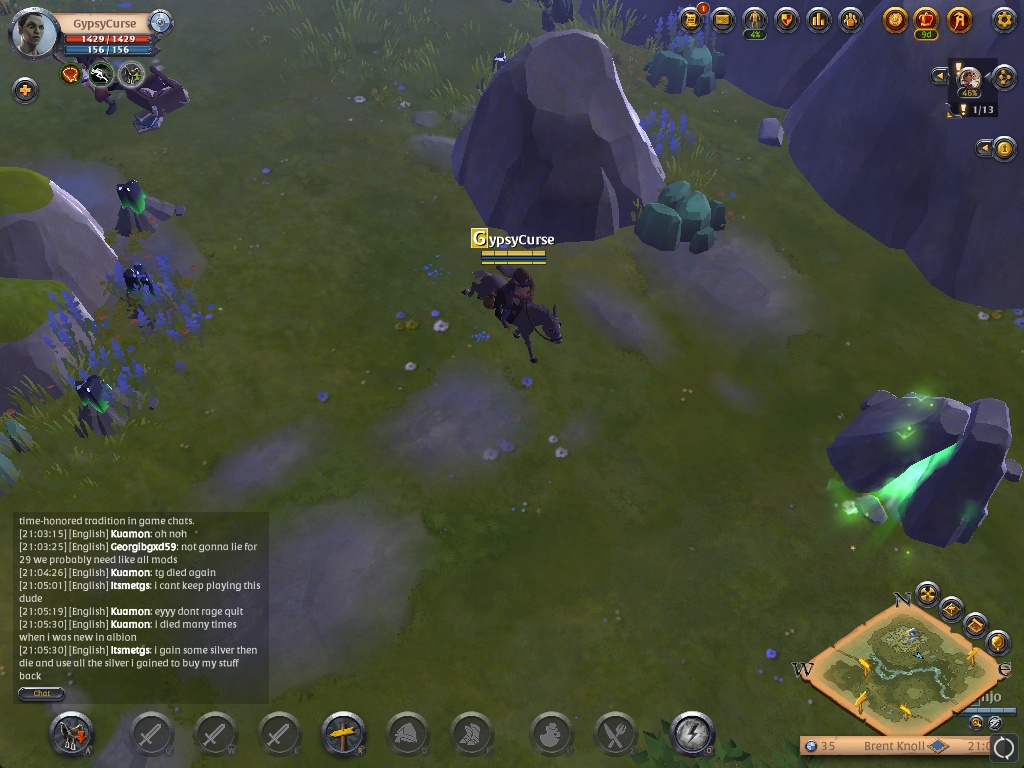 GypsyCurse
1429 / 1429
156 / 156
1
4%
9d
46%
1/13
1
GypsyCurse
time-honored tradition in game chats.
[21:03:15] [English] Kuamon: oh noh
[21:03:25] [English] Georgibgxd59: not gonna lie for
29 we probably need like all mods
[21:04:26] [English] Kuamon: tg died again
[21:05:01] [English] Itsmetgs: i cant keep playing this
dude
[21:05:19] [English] Kuamon: eyyy dont rage quit
[21:05:30] [English] Kuamon: i died many times
when i was new in albion
[21:05:30] [English] Itsmetgs: i gain some silver then
die and use all the silver i gained to buy my stuff
back
Chat
N
W
E
A
Q
W
E
R
D
F
35
Brent Knoll